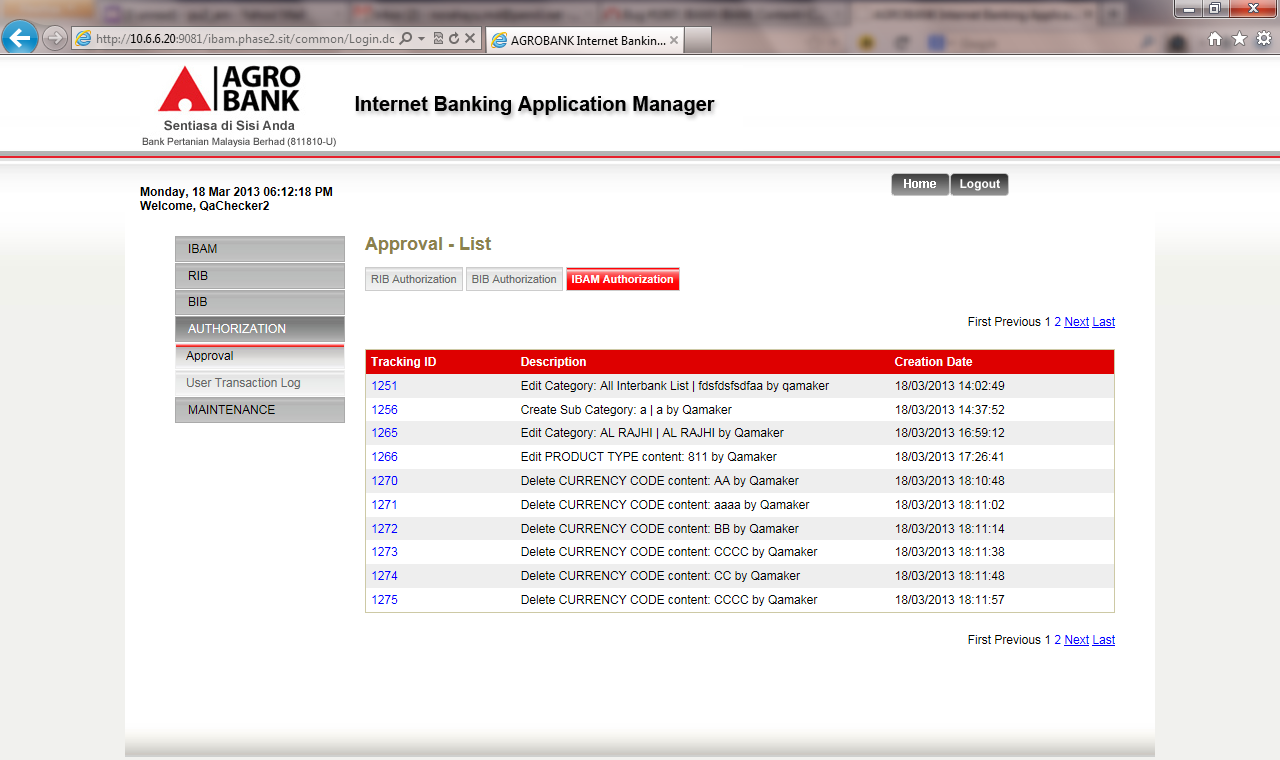 http://10.6.6.20:9081/ibam.phase2.sit/common/Login.dc
AGROBANK Internet Bankin...
AGRO
BANK
Sentiasa di Sisi Anda
Bank Pertanian Malaysia Berhad (811810-U)
Internet Banking Application Manager
Monday, 18 Mar 2013 06:12:18 PM
Welcome, QaChecker2
Home Logout
IBAM
RIB
BIB
AUTHORIZATION
Approval
User Transaction Log
MAINTENANCE
Approval - List
RIB Authorization BIB Authorization IBAM Authorization
First Previous 1 2 Next Last
Tracking ID Description Creation Date
1251 Edit Category: All Interbank List | fdsfdsfsdfaa by qamaker 18/03/2013 14:02:49
1256 Create Sub Category: a | a by Qamaker 18/03/2013 14:37:52
1265 Edit Category: AL RAJHI | AL RAJHI by Qamaker 18/03/2013 16:59:12
1266 Edit PRODUCT TYPE content: 811 by Qamaker 18/03/2013 17:26:41
1270 Delete CURRENCY CODE content: AA by Qamaker 18/03/2013 18:10:48
1271 Delete CURRENCY CODE content: aaaa by Qamaker 18/03/2013 18:11:02
1272 Delete CURRENCY CODE content: BB by Qamaker 18/03/2013 18:11:14
1273 Delete CURRENCY CODE content: CCCC by Qamaker 18/03/2013 18:11:38
1274 Delete CURRENCY CODE content: CC by Qamaker 18/03/2013 18:11:48
1275 Delete CURRENCY CODE content: CCCC by Qamaker 18/03/2013 18:11:57
First Previous 1 2 Next Last